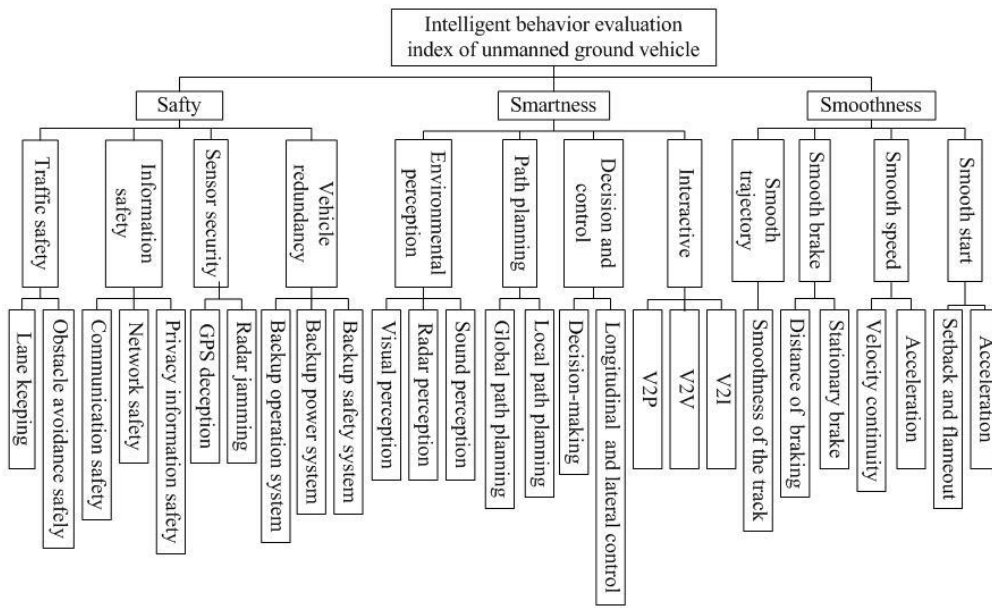 Intelligent behavior evaluation
index of unmanned ground vehicle
Safty
Smartness
Smoothness
Traffic safety
Information
safety
Sensor security
Vehicle
redundancy
Environmental
perception
Path planning
Decision and
control
Interactive
Smooth
trajectory
Smooth brake
Smooth speed
Smooth start
Lane keeping
Obstacle avoidance safely
Communication safety
Network safety
Privacy information safety
GPS deception
Radar jamming
Backup operation system
Backup power system
Backup safety system
Visual perception
Radar perception
Sound perception
Global path planning
Local path planning
Decision-making
Longitudinal and lateral control
V2P
V2V
V2I
Smoothness of the track
Distance of braking
Stationary brake
Velocity continuity
Acceleration
Setback and flameout
Acceleration